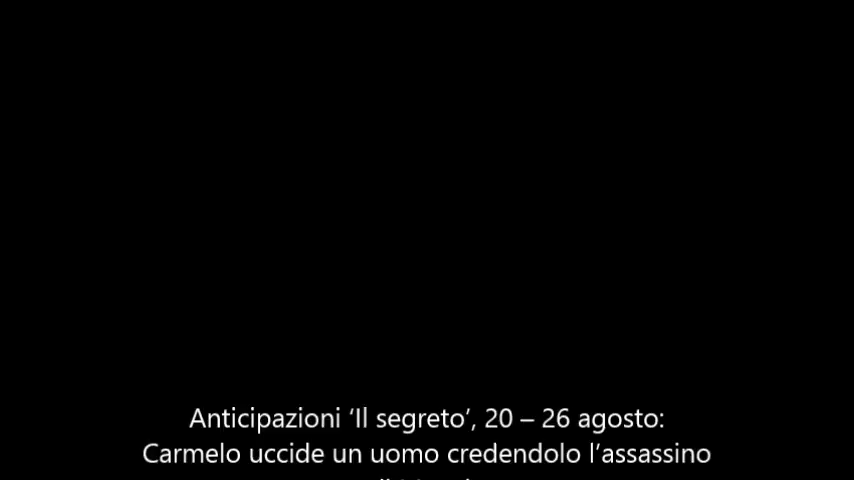 Anticipazioni ‘Il segreto’, 20 – 26 agosto:
Carmelo uccide un uomo credendolo l’assassino